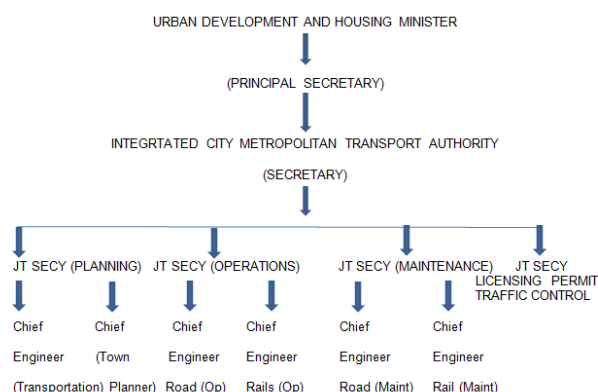 URBAN DEVELOPMENT AND HOUSING MINISTER
(PRINCIPAL SECRETARY)
INTEGRTATED CITY METROPOLITAN TRANSPORT AUTHORITY
(SECRETARY)
JT SECY (PLANNING)
JT SECY (OPERATIONS)
JT SECY (MAINTENANCE)
JT SECY
LICENSING PERMIT
TRAFFIC CONTROL
Chief
Engineer
(Transportation)
Chief
(Town
Planner)
Chief
Engineer
Road (Op)
Chief
Engineer
Rails (Op)
Chief
Engineer
Road (Maint)
Chief
Engineer
Rail (Maint)